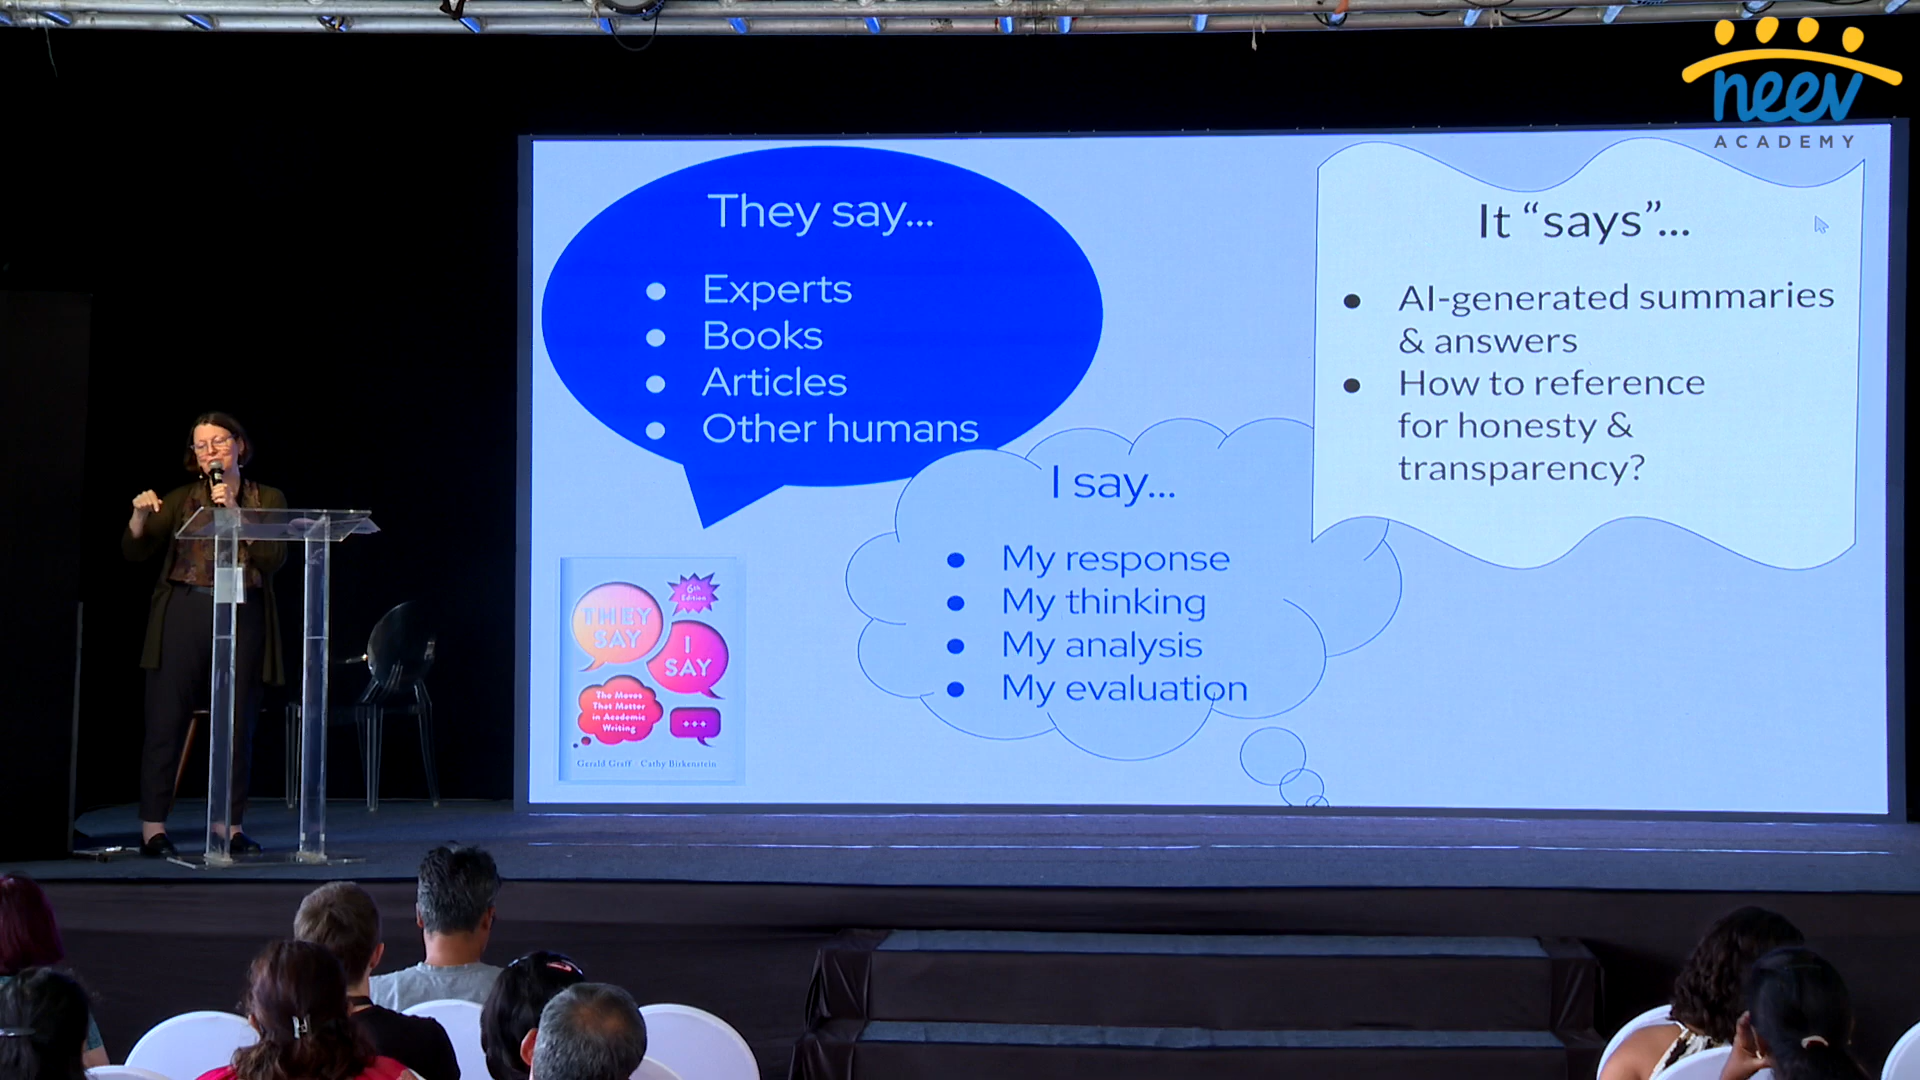 neev
ACADEMY
They say...
● Experts
● Books
● Articles
● Other humans
It “says”...
● AI-generated summaries
& answers
● How to reference
for honesty &
transparency?
I say...
● My response
● My thinking
● My analysis
● My evaluation
6th
Edition
THEY
SAY
I
SAY
The Moves
That Matter
in Academic
Writing
Gerald Graff Cathy Birkenstein